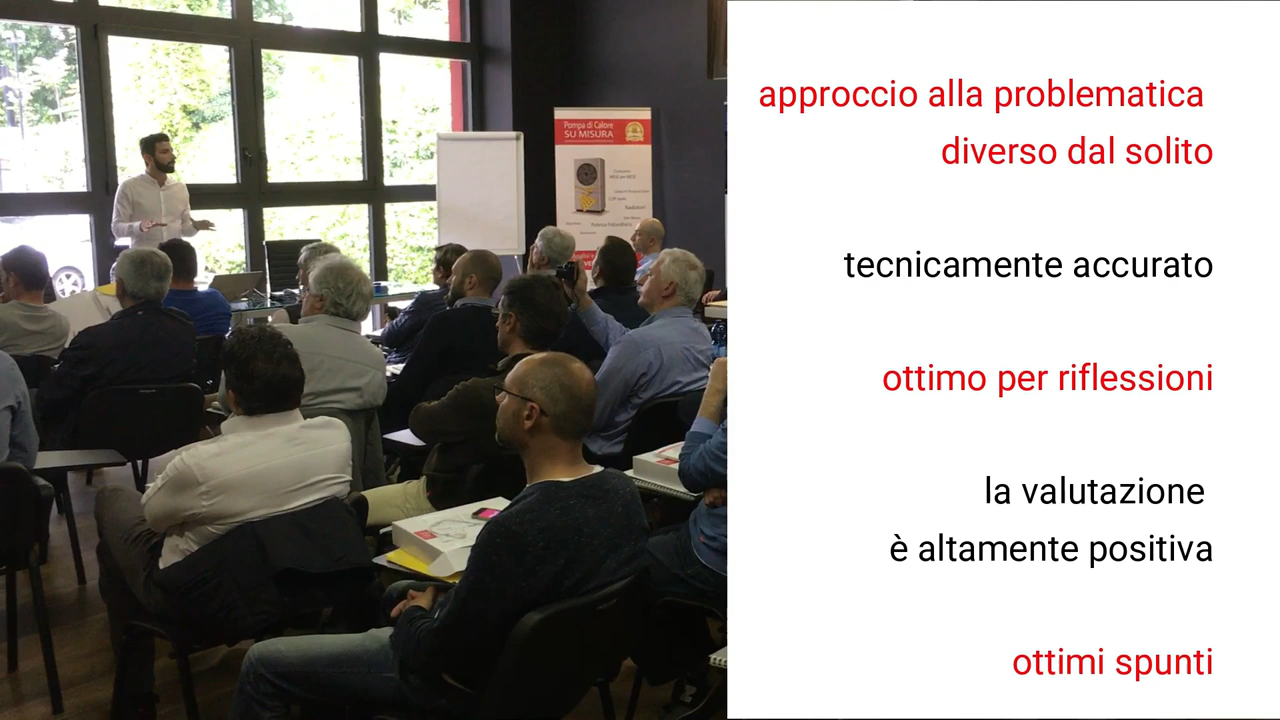 Pompa di Calore
SU MISURA
approccio alla problematica
diverso dal solito
tecnicamente accurato
ottimo per riflessioni
la valutazione
è altamente positiva
ottimi spunti